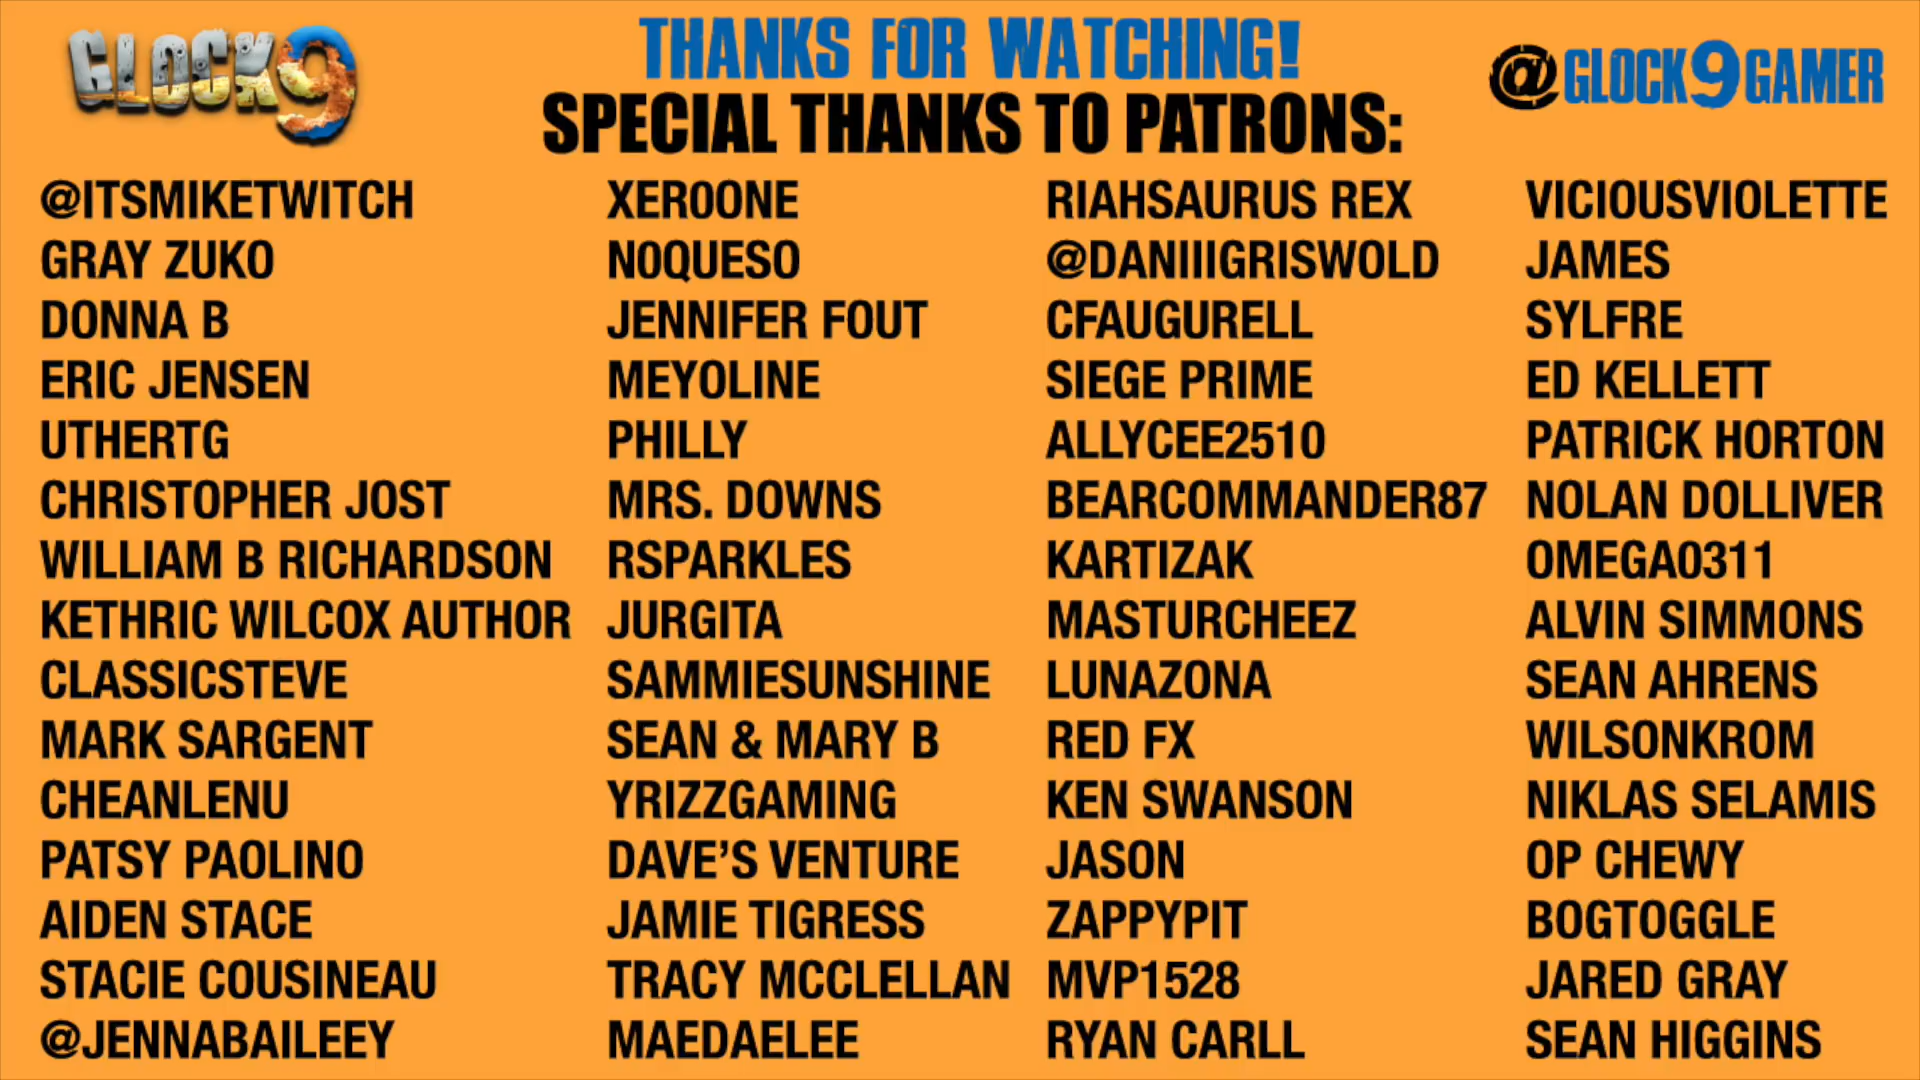 GLOCK9
THANKS FOR WATCHING!
@GLOCK9GAMER
SPECIAL THANKS TO PATRONS:
@ITSMIKETWITCH
GRAY ZUKO
DONNA B
ERIC JENSEN
UTHERTG
CHRISTOPHER JOST
WILLIAM B RICHARDSON
KETHRIC WILCOX AUTHOR
CLASSICSTEVE
MARK SARGENT
CHEANLENU
PATSY PAOLINO
AIDEN STACE
STACIE COUSINEAU
@JENNABAILEEY
XER0ONE
N0QUESO
JENNIFER FOUT
MEYOLINE
PHILLY
MRS. DOWNS
RSPARKLES
JURGITA
SAMMIESUNSHINE
SEAN & MARY B
YRIZZGAMING
DAVE’S VENTURE
JAMIE TIGRESS
TRACY MCCLELLAN
MAEDAELEE
RIAHSAURUS REX
@DANIIIGRISWOLD
CFAUGURELL
SIEGE PRIME
ALLYCEE2510
BEARCOMMANDER87
KARTIZAK
MASTURCHEEZ
LUNAZONA
RED FX
KEN SWANSON
JASON
ZAPPYPIT
MVP1528
RYAN CARLL
VICIOUSVIOLETTE
JAMES
SYLFRE
ED KELLETT
PATRICK HORTON
NOLAN DOLLIVER
OMEGA0311
ALVIN SIMMONS
SEAN AHRENS
WILSONKROM
NIKLAS SELAMIS
OP CHEWY
BOGTOGGLE
JARED GRAY
SEAN HIGGINS